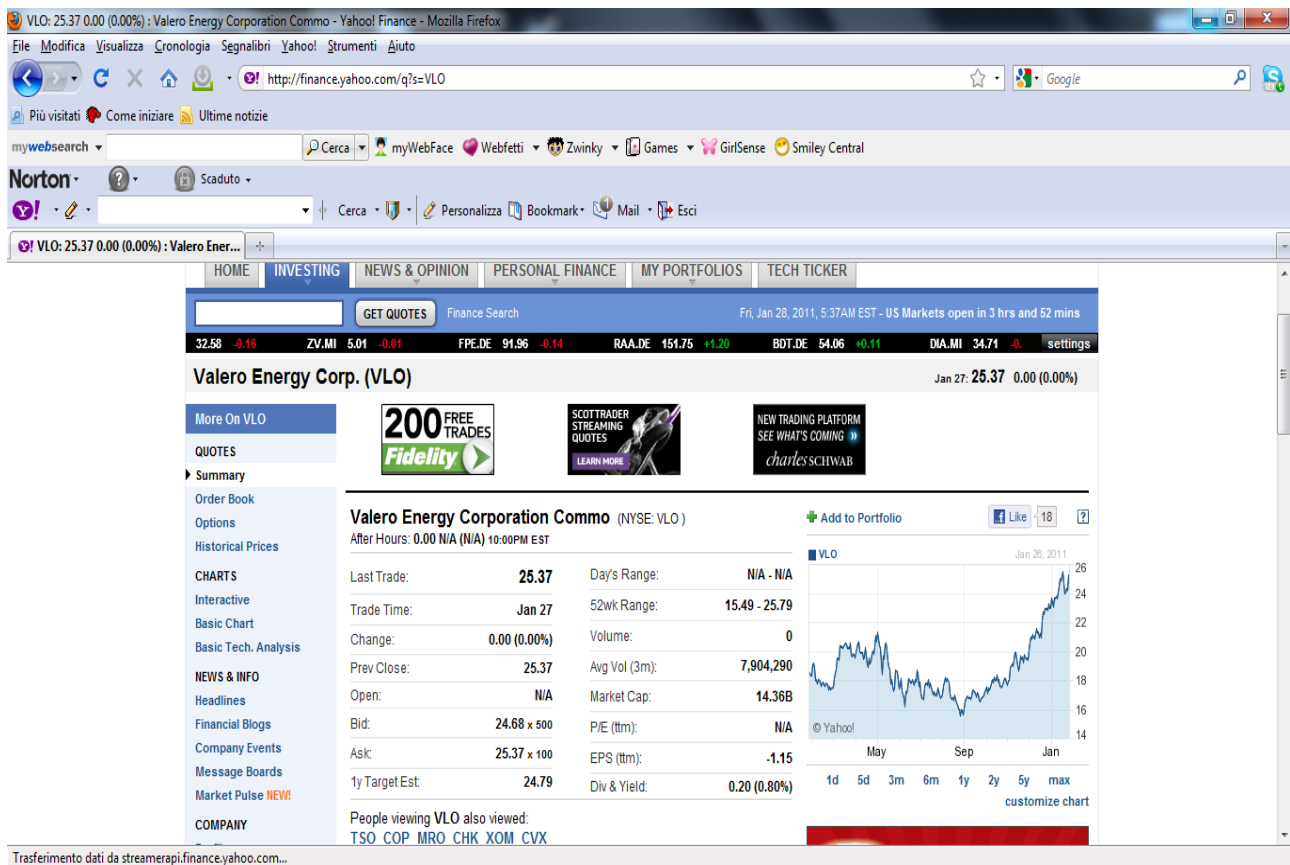 VLO: 25.37 0.00 (0.00%) : Valero Energy Corporation Commo - Yahoo! Finance - Mozilla Firefox
File Modifica Visualizza Cronologia Segnalibri Yahoo! Strumenti Aiuto
http://finance.yahoo.com/q?s=VLO Google
Più visitati Come iniziare Ultime notizie
mywebsearch Cerca myWebFace Webfetti Zwinky Games GirlSense Smiley Central
Norton Scaduto
Y! Cerca Personalizza Bookmark Mail Esci
Y! VLO: 25.37 0.00 (0.00%) : Valero Ener...
HOME INVESTING NEWS & OPINION PERSONAL FINANCE MY PORTFOLIOS TECH TICKER
GET QUOTES Finance Search Fri, Jan 28, 2011, 5:37AM EST - US Markets open in 3 hrs and 52 mins
32.58 -0.16 ZV.MI 5.01 -0.01 FPE.DE 91.96 -0.14 RAA.DE 151.75 +1.20 BDT.DE 54.06 +0.11 DIA.MI 34.71 -0. settings
Valero Energy Corp. (VLO) Jan 27: 25.37 0.00 (0.00%)
More On VLO
QUOTES
Summary
Order Book
Options
Historical Prices
CHARTS
Interactive
Basic Chart
Basic Tech. Analysis
NEWS & INFO
Headlines
Financial Blogs
Company Events
Message Boards
Market Pulse NEW!
COMPANY
200 FREE TRADES
Fidelity
SCOTTRADER
STREAMING
QUOTES
LEARN MORE
NEW TRADING PLATFORM
SEE WHAT'S COMING
charles SCHWAB
Valero Energy Corporation Commo (NYSE: VLO )
After Hours: 0.00 N/A (N/A) 10:00PM EST
Last Trade: 25.37
Trade Time: Jan 27
Change: 0.00 (0.00%)
Prev Close: 25.37
Open: N/A
Bid: 24.68 x 500
Ask: 25.37 x 100
1y Target Est: 24.79
Day's Range: N/A - N/A
52wk Range: 15.49 - 25.79
Volume: 0
Avg Vol (3m): 7,904,290
Market Cap: 14.36B
P/E (ttm): N/A
EPS (ttm): -1.15
Div & Yield: 0.20 (0.80%)
People viewing VLO also viewed:
TSO COP MRO CHK XOM CVX
Add to Portfolio Like 18 ?
VLO Jan 26, 2011
26
24
22
20
18
16
14
© Yahoo!
May Sep Jan
1d 5d 3m 6m 1y 2y 5y max
customize chart
Trasferimento dati da streamerapi.finance.yahoo.com...